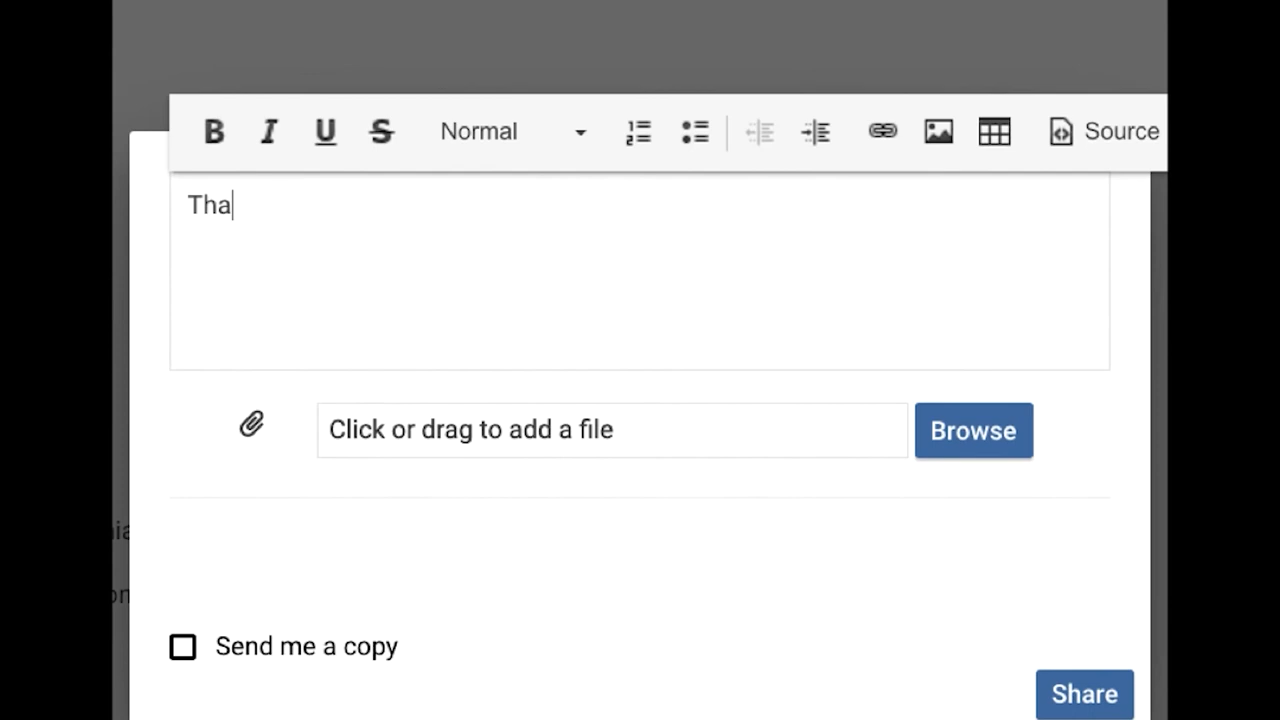 B I U S Normal Source
Tha
Click or drag to add a file Browse
Send me a copy
Share